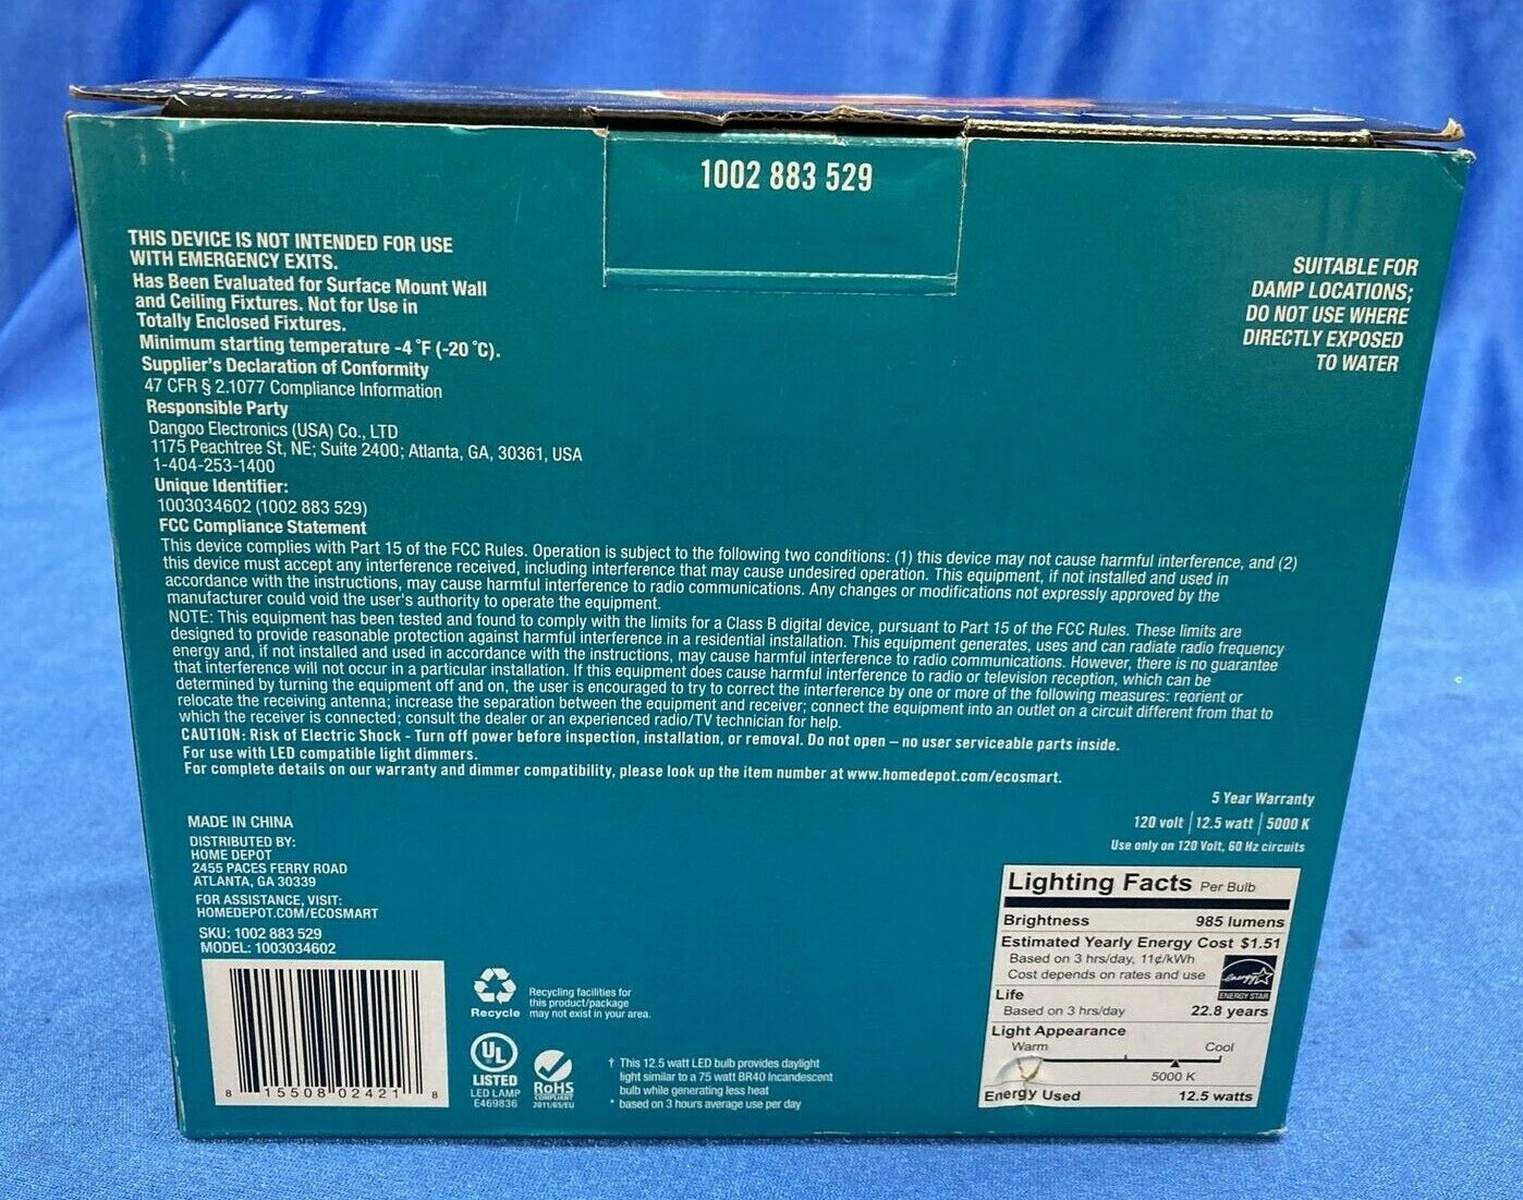 1002 883 529
THIS DEVICE IS NOT INTENDED FOR USE
WITH EMERGENCY EXITS.
Has Been Evaluated for Surface Mount Wall
and Ceiling Fixtures. Not for Use in
Totally Enclosed Fixtures.
Minimum starting temperature -4 °F (-20 °C).
Supplier's Declaration of Conformity
47 CFR § 2.1077 Compliance Information
Responsible Party
Dangoo Electronics (USA) Co., LTD
1175 Peachtree St, NE; Suite 2400; Atlanta, GA, 30361, USA
1-404-253-1400
Unique Identifier:
1003034602 (1002 883 529)
SUITABLE FOR
DAMP LOCATIONS;
DO NOT USE WHERE
DIRECTLY EXPOSED
TO WATER
FCC Compliance Statement
This device complies with Part 15 of the FCC Rules. Operation is subject to the following two conditions: (1) this device may not cause harmful interference, and (2)
this device must accept any interference received, including interference that may cause undesired operation. This equipment, if not installed and used in
accordance with the instructions, may cause harmful interference to radio communications. Any changes or modifications not expressly approved by the
manufacturer could void the user's authority to operate the equipment.
NOTE: This equipment has been tested and found to comply with the limits for a Class B digital device, pursuant to Part 15 of the FCC Rules. These limits are
designed to provide reasonable protection against harmful interference in a residential installation. This equipment generates, uses and can radiate radio frequency
energy and, if not installed and used in accordance with the instructions, may cause harmful interference to radio communications. However, there is no guarantee
that interference will not occur in a particular installation. If this equipment does cause harmful interference to radio or television reception, which can be
determined by turning the equipment off and on, the user is encouraged to try to correct the interference by one or more of the following measures: reorient or
relocate the receiving antenna; increase the separation between the equipment and receiver; connect the equipment into an outlet on a circuit different from that to
which the receiver is connected; consult the dealer or an experienced radio/TV technician for help.
CAUTION: Risk of Electric Shock - Turn off power before inspection, installation, or removal. Do not open – no user serviceable parts inside.
For use with LED compatible light dimmers.
For complete details on our warranty and dimmer compatibility, please look up the item number at www.homedepot.com/ecosmart.
MADE IN CHINA
DISTRIBUTED BY:
HOME DEPOT
2455 PACES FERRY ROAD
ATLANTA, GA 30339
FOR ASSISTANCE, VISIT:
HOMEDEPOT.COM/ECOSMART
SKU: 1002 883 529
MODEL: 1003034602
8 15508 02421 8
Recycle
Recycling facilities for
this product/package
may not exist in your area.
UL
LISTED
LED LAMP
E469836
RoHS
COMPLIANT
2011/65/EU
† This 12.5 watt LED bulb provides daylight
light similar to a 75 watt BR40 Incandescent
bulb while generating less heat
* based on 3 hours average use per day
5 Year Warranty
120 volt | 12.5 watt | 5000 K
Use only on 120 Volt, 60 Hz circuits
Lighting Facts Per Bulb
Brightness 985 lumens
Estimated Yearly Energy Cost $1.51
Based on 3 hrs/day, 11¢/kWh
Cost depends on rates and use
energy
ENERGY STAR
Life
Based on 3 hrs/day 22.8 years
Light Appearance
Warm Cool
5000 K
Energy Used 12.5 watts